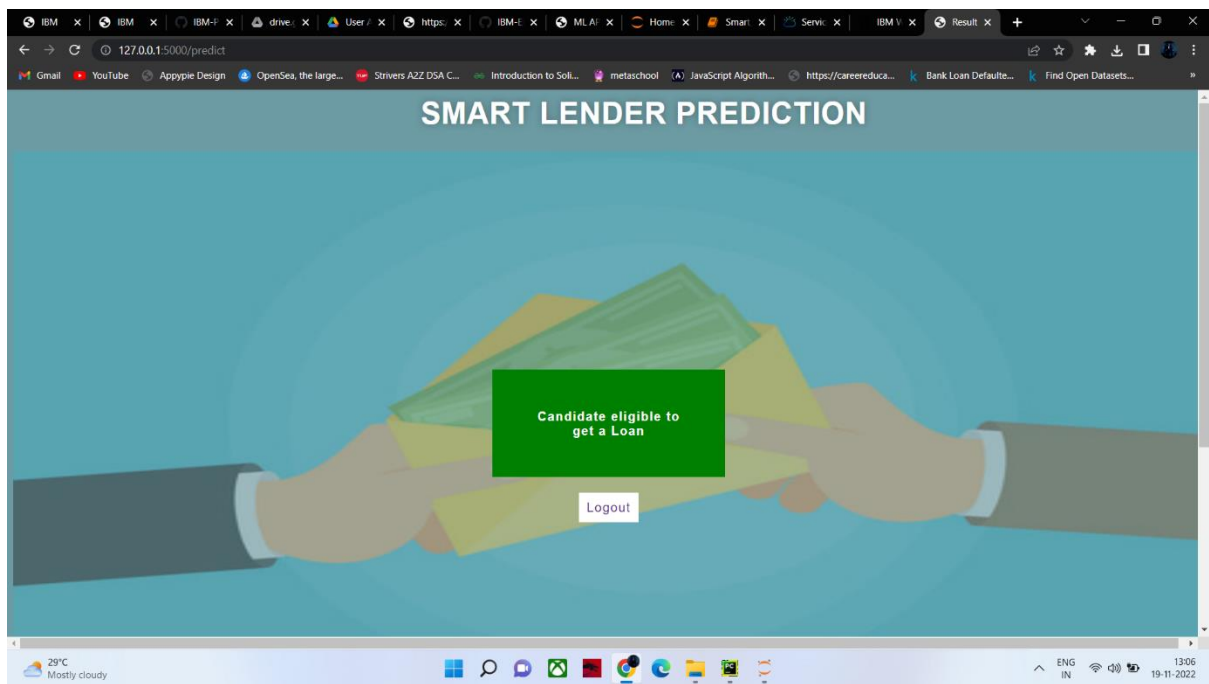 IBM
IBM
IBM-P
drive.
User
https:
IBM-E
ML AF
Home
Smart
Servic
IBM V
Result
127.0.0.1:5000/predict
Gmail
YouTube
Appypie Design
OpenSea, the large...
Strivers A2Z DSA C...
Introduction to Soli...
metaschool
JavaScript Algorith...
https://careereduca...
Bank Loan Defaulte...
Find Open Datasets...
»
SMART LENDER PREDICTION
Candidate eligible to
get a Loan
Logout
29°C
Mostly cloudy
ENG
IN
13:06
19-11-2022